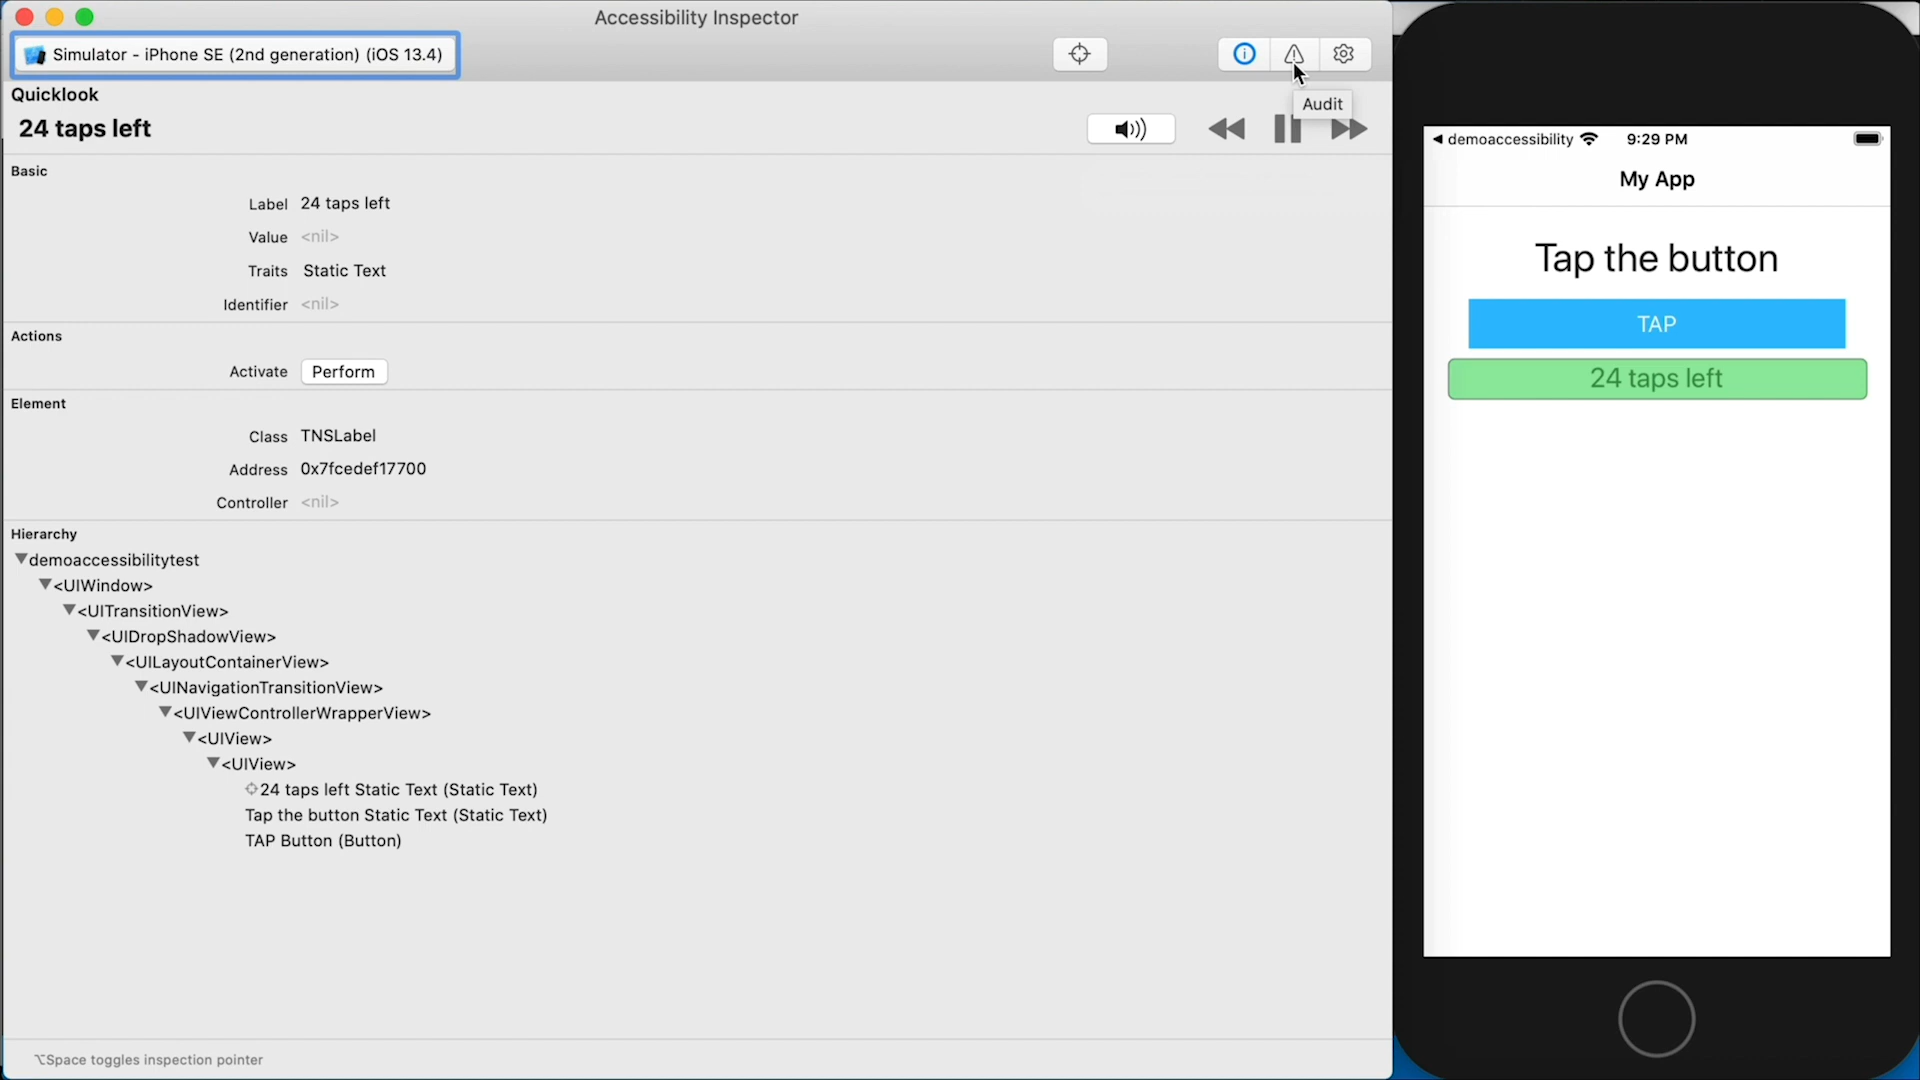 Accessibility Inspector
Simulator - iPhone SE (2nd generation) (iOS 13.4)
Audit
Quicklook
24 taps left
Basic
Label 24 taps left
Value <nil>
Traits Static Text
Identifier <nil>
Actions
Activate Perform
Element
Class TNSLabel
Address 0x7fcedef17700
Controller <nil>
Hierarchy
demoaccessibilitytest
<UIWindow>
<UITransitionView>
<UIDropShadowView>
<UILayoutContainerView>
<UINavigationTransitionView>
<UIViewControllerWrapperView>
<UIView>
<UIView>
24 taps left Static Text (Static Text)
Tap the button Static Text (Static Text)
TAP Button (Button)
⌥Space toggles inspection pointer
demoaccessibility 9:29 PM
My App
Tap the button
TAP
24 taps left